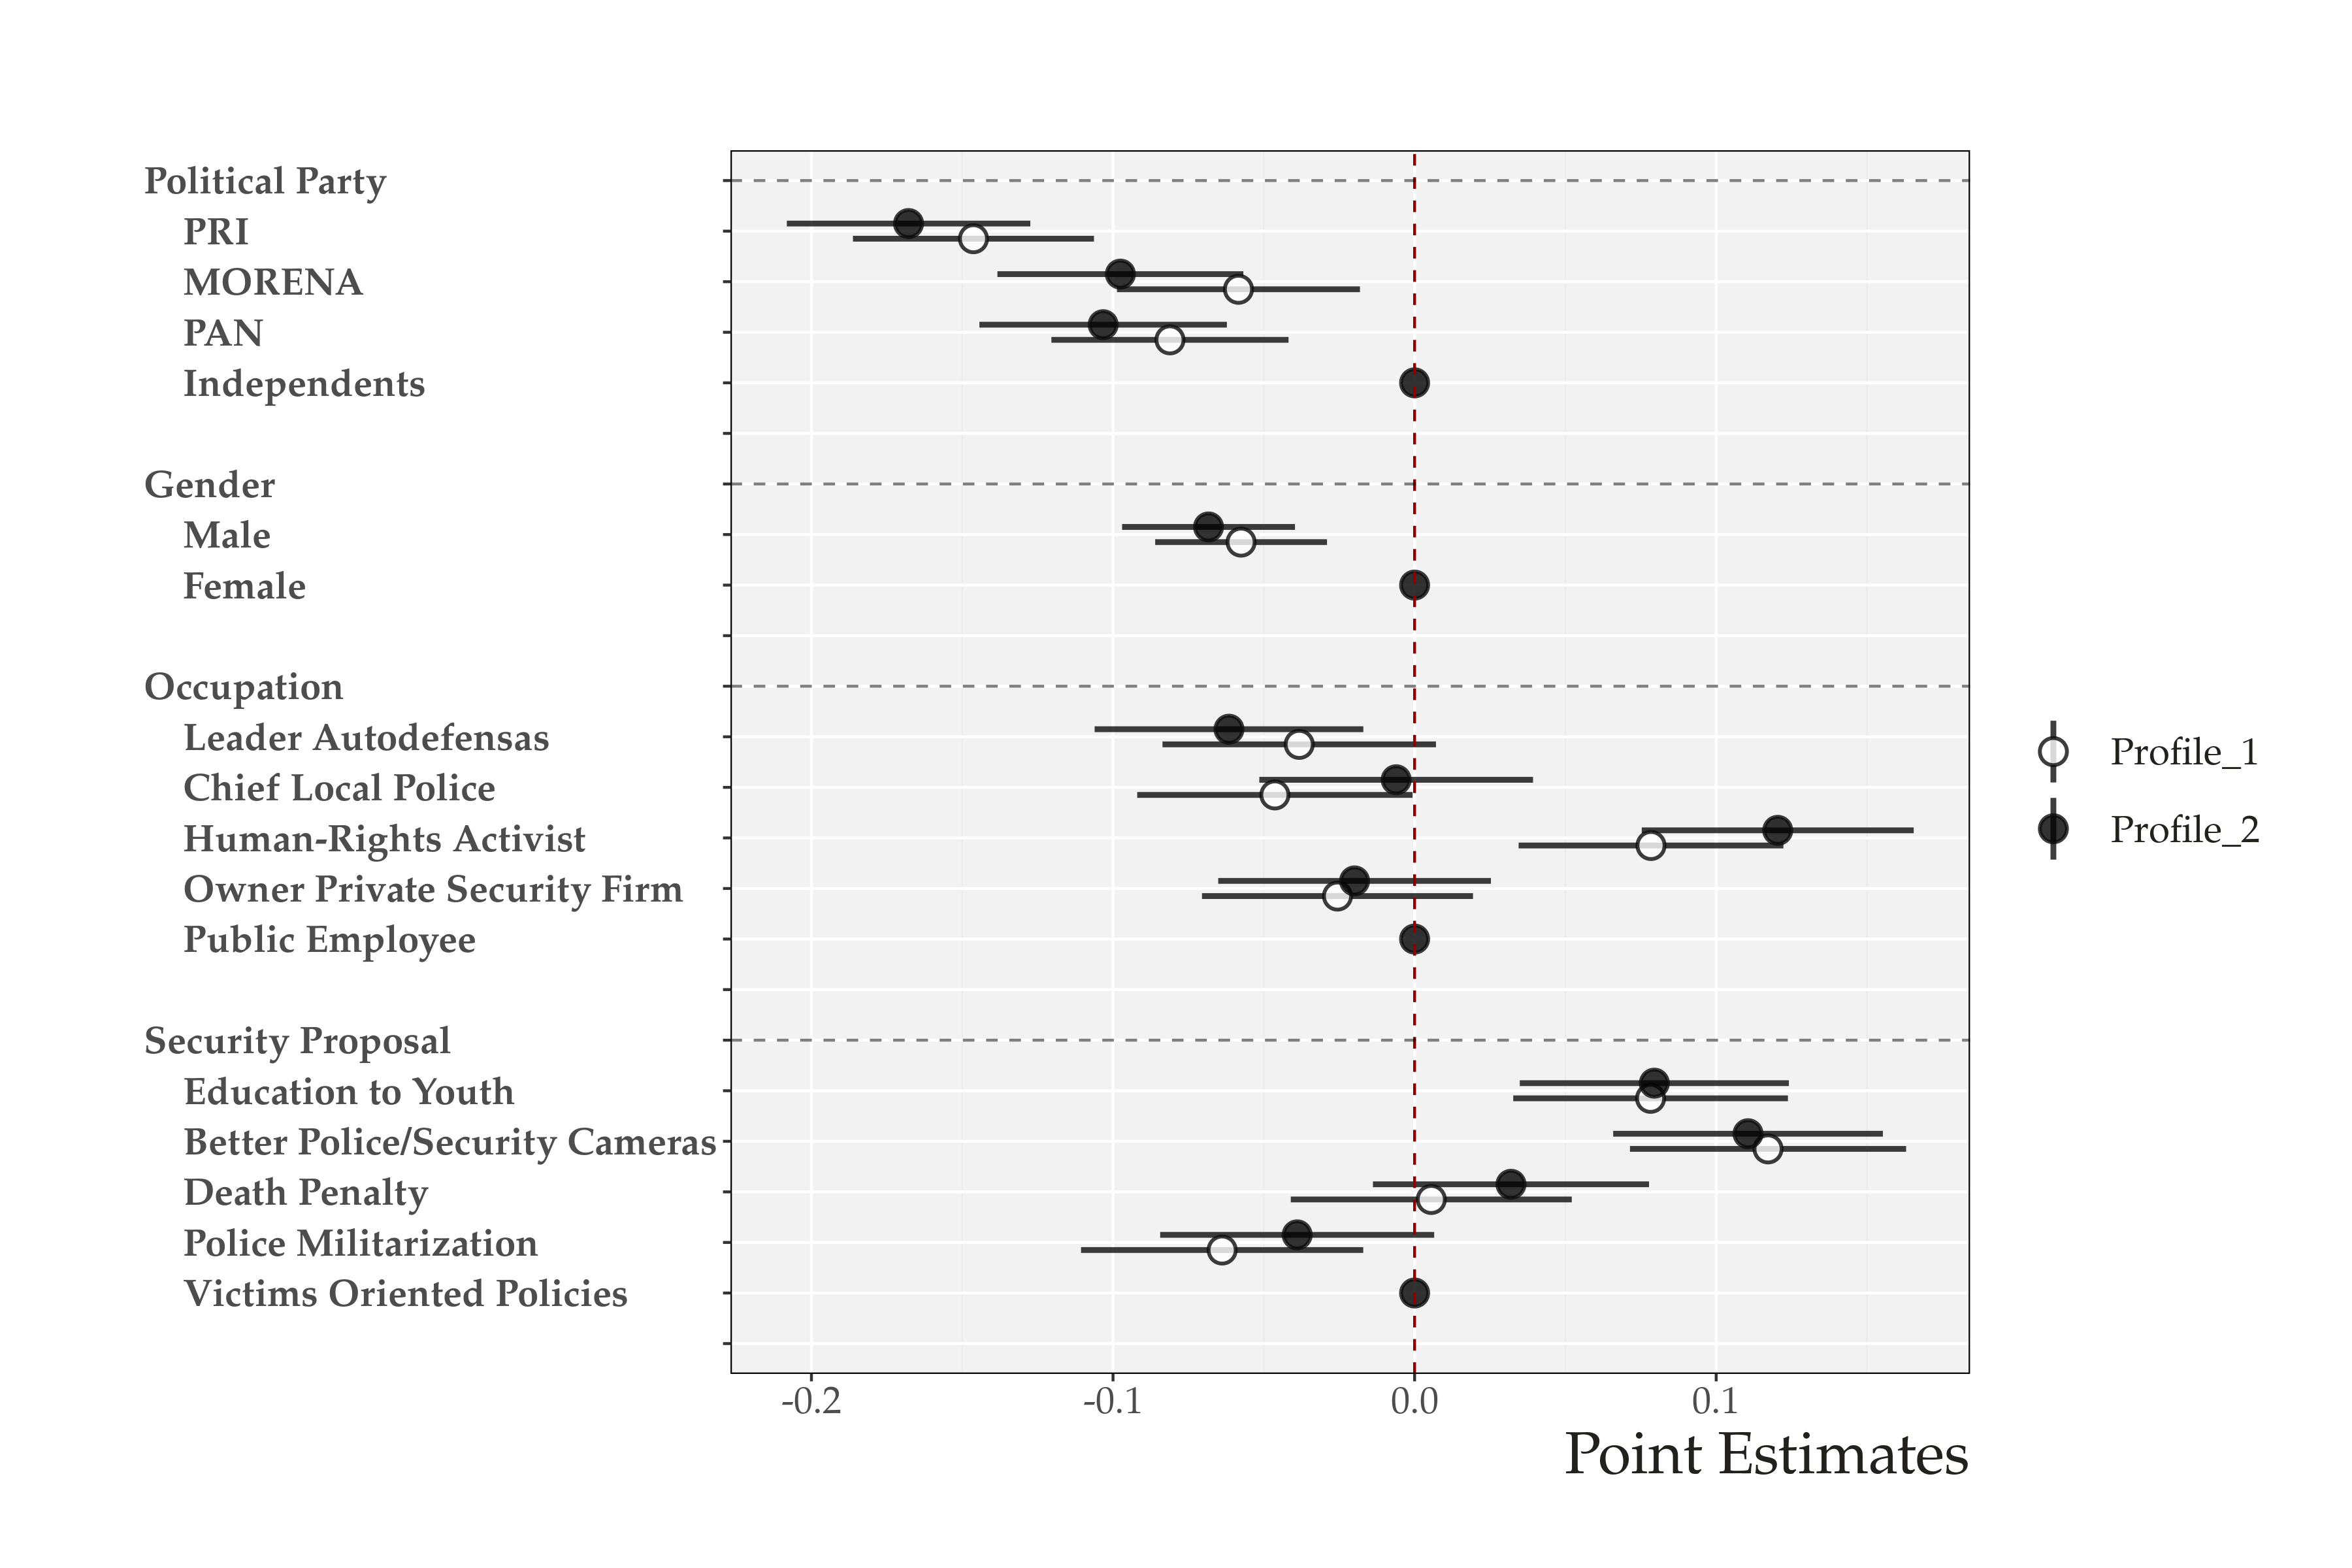 Political Party
PRI
MORENA
PAN
Independents
Gender
Male
Female
Occupation
Leader Autodefensas
Chief Local Police
Human-Rights Activist
Owner Private Security Firm
Public Employee
Security Proposal
Education to Youth
Better Police/Security Cameras
Death Penalty
Police Militarization
Victims Oriented Policies
-0.2 -0.1 0.0 0.1
Point Estimates
Profile_1
Profile_2